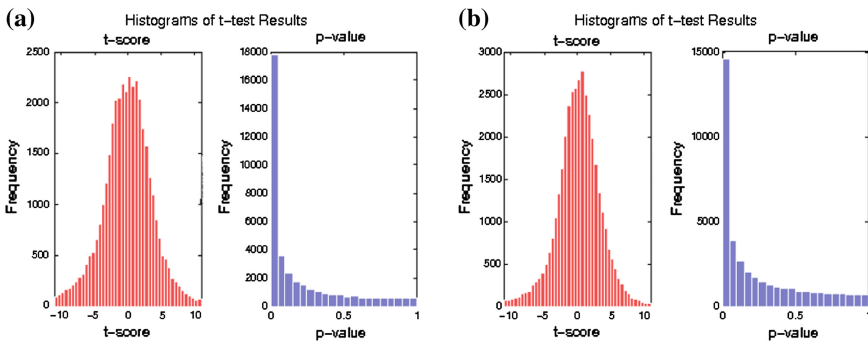 (a)
Histograms of t-test Results
t-score
p-value
2500
2000
1500
1000
500
0
Frequency
-10 -5 0 5 10
t-score
18000
16000
14000
12000
10000
8000
6000
4000
2000
0
Frequency
0 0.5 1
p-value
(b)
Histograms of t-test Results
t-score
p-value
3000
2500
2000
1500
1000
500
0
Frequency
-10 -5 0 5 10
t-score
15000
10000
5000
0
Frequency
0 0.5 1
p-value